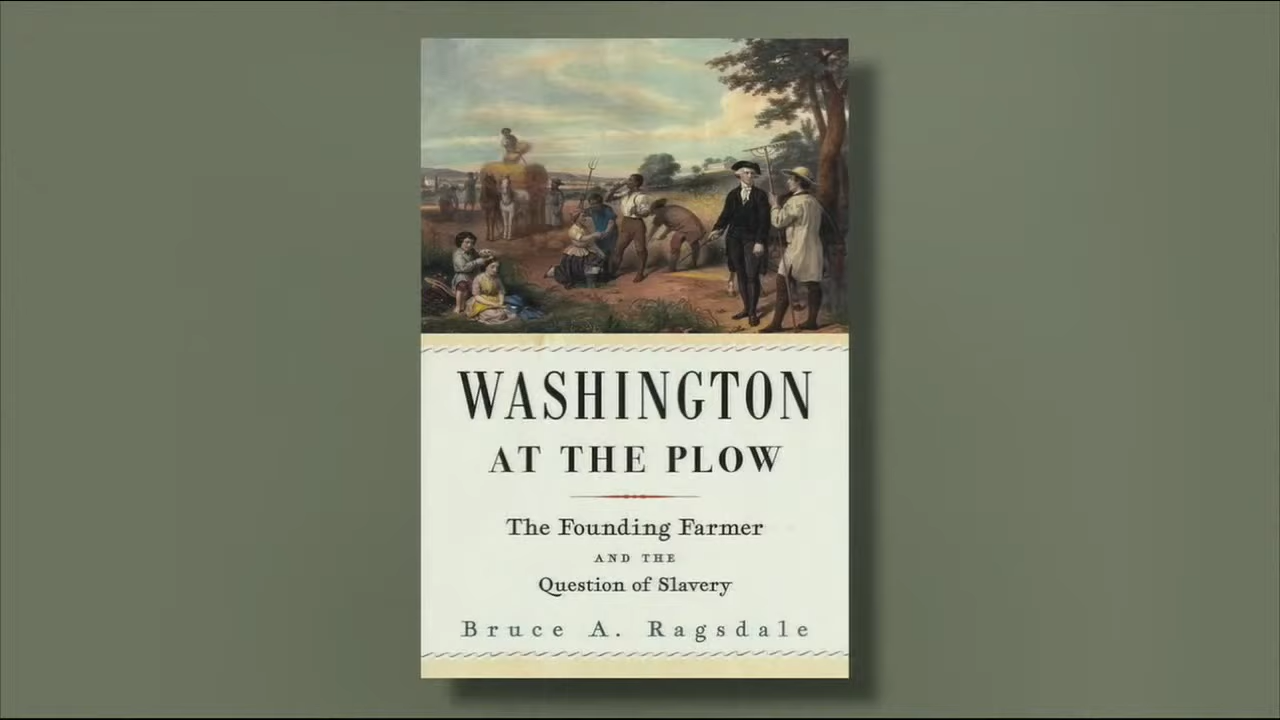 WASHINGTON
AT THE PLOW
The Founding Farmer
AND THE
Question of Slavery
Bruce A. Ragsdale